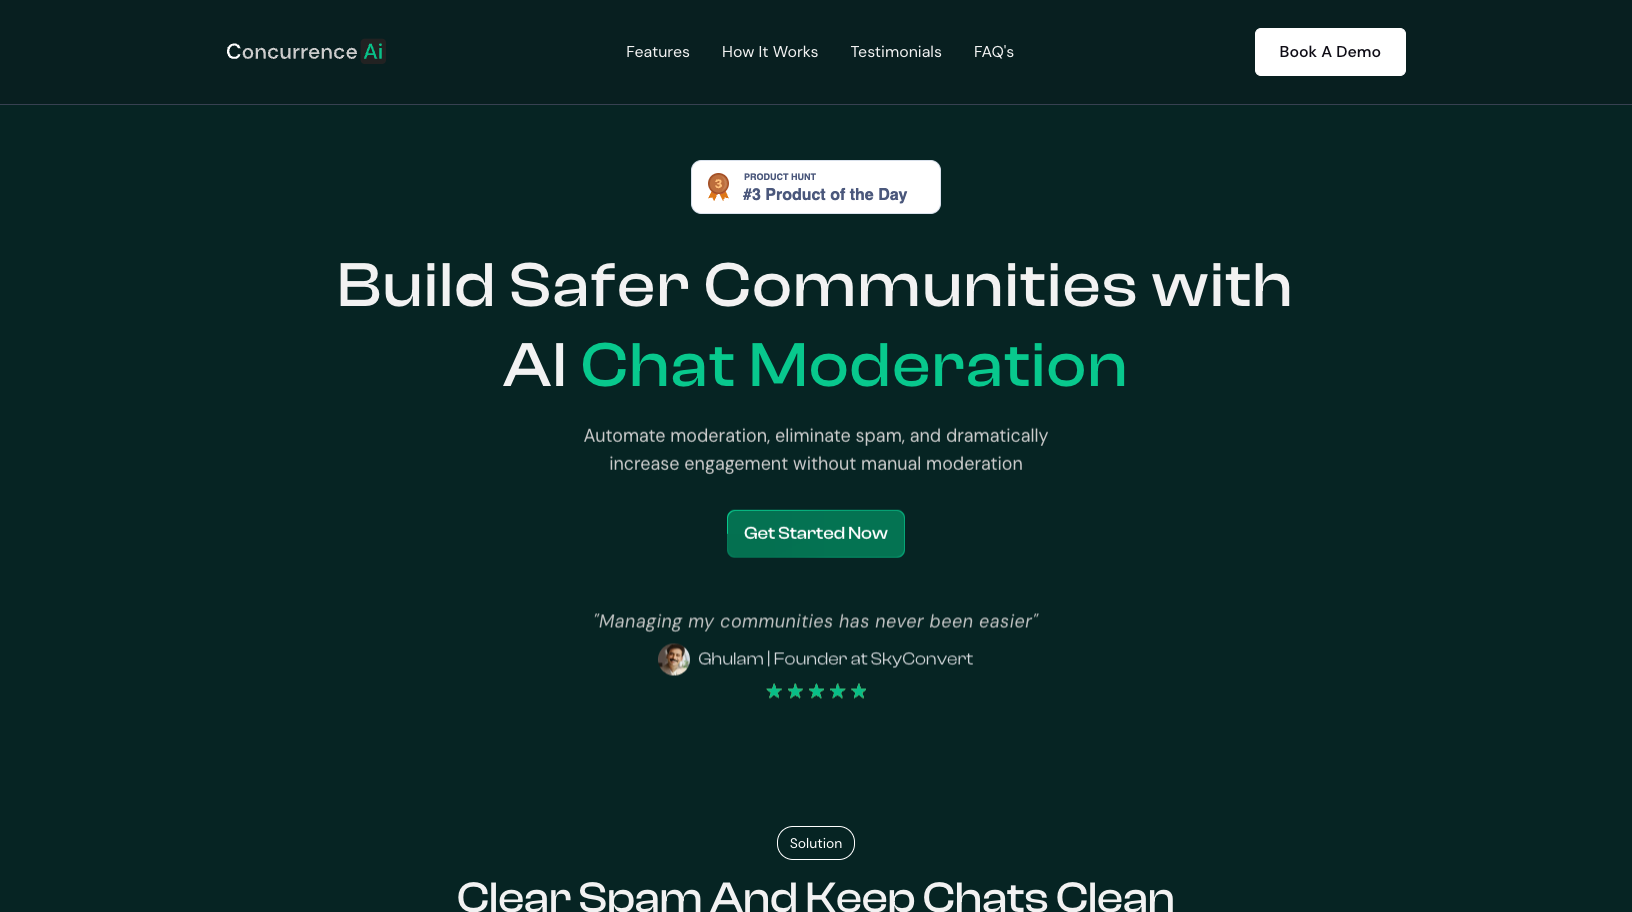 Concurrence Ai
Features
How It Works
Testimonials
FAQ's
Book A Demo
3
PRODUCT HUNT
#3 Product of the Day
Build Safer Communities with
AI Chat Moderation
Automate moderation, eliminate spam, and dramatically
increase engagement without manual moderation
Get Started Now
"Managing my communities has never been easier"
Ghulam | Founder at SkyConvert
Solution
Clear Spam And Keep Chats Clean